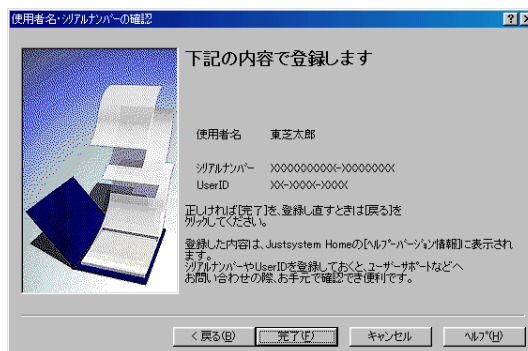 使用者名・ｼﾘｱﾙﾅﾝﾊﾞｰの確認
下記の内容で登録します
使用者名 東芝太郎
ｼﾘｱﾙﾅﾝﾊﾞｰ XXXXXXXXXX-XXXXXXXX
UserID XX-XXXX-XXXX
正しければ[完了]を、登録し直すときは[戻る]を
ｸﾘｯｸしてください。
登録した内容は、Justsystem Homeの[ﾍﾙﾌﾟ-ﾊﾞｰｼﾞｮﾝ情報]に表示され
ます。
ｼﾘｱﾙﾅﾝﾊﾞｰやUserIDを登録しておくと、ﾕｰｻﾞｰｻﾎﾟｰﾄなどへ
お問い合わせの際、お手元で確認でき便利です。
< 戻る(B) 完了(F) ｷｬﾝｾﾙ ﾍﾙﾌﾟ(H)